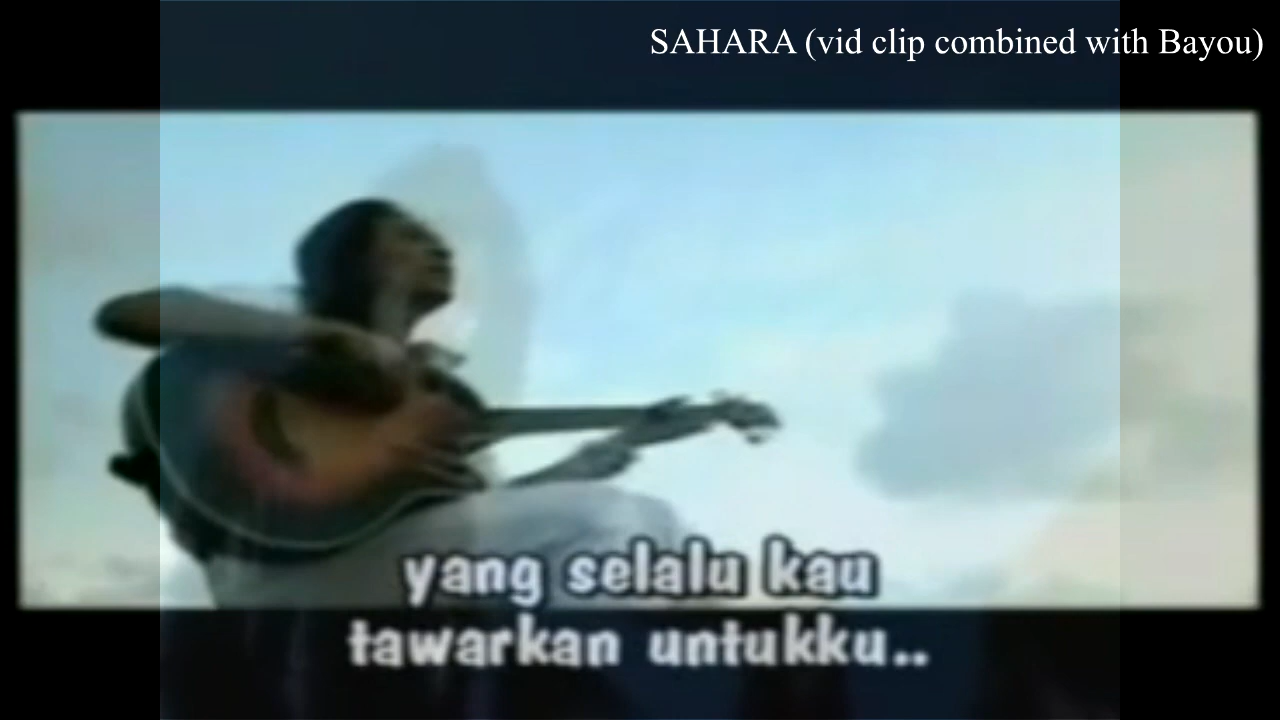 SAHARA (vid clip combined with Bayou)
yang selalu kau
tawarkan untukku..